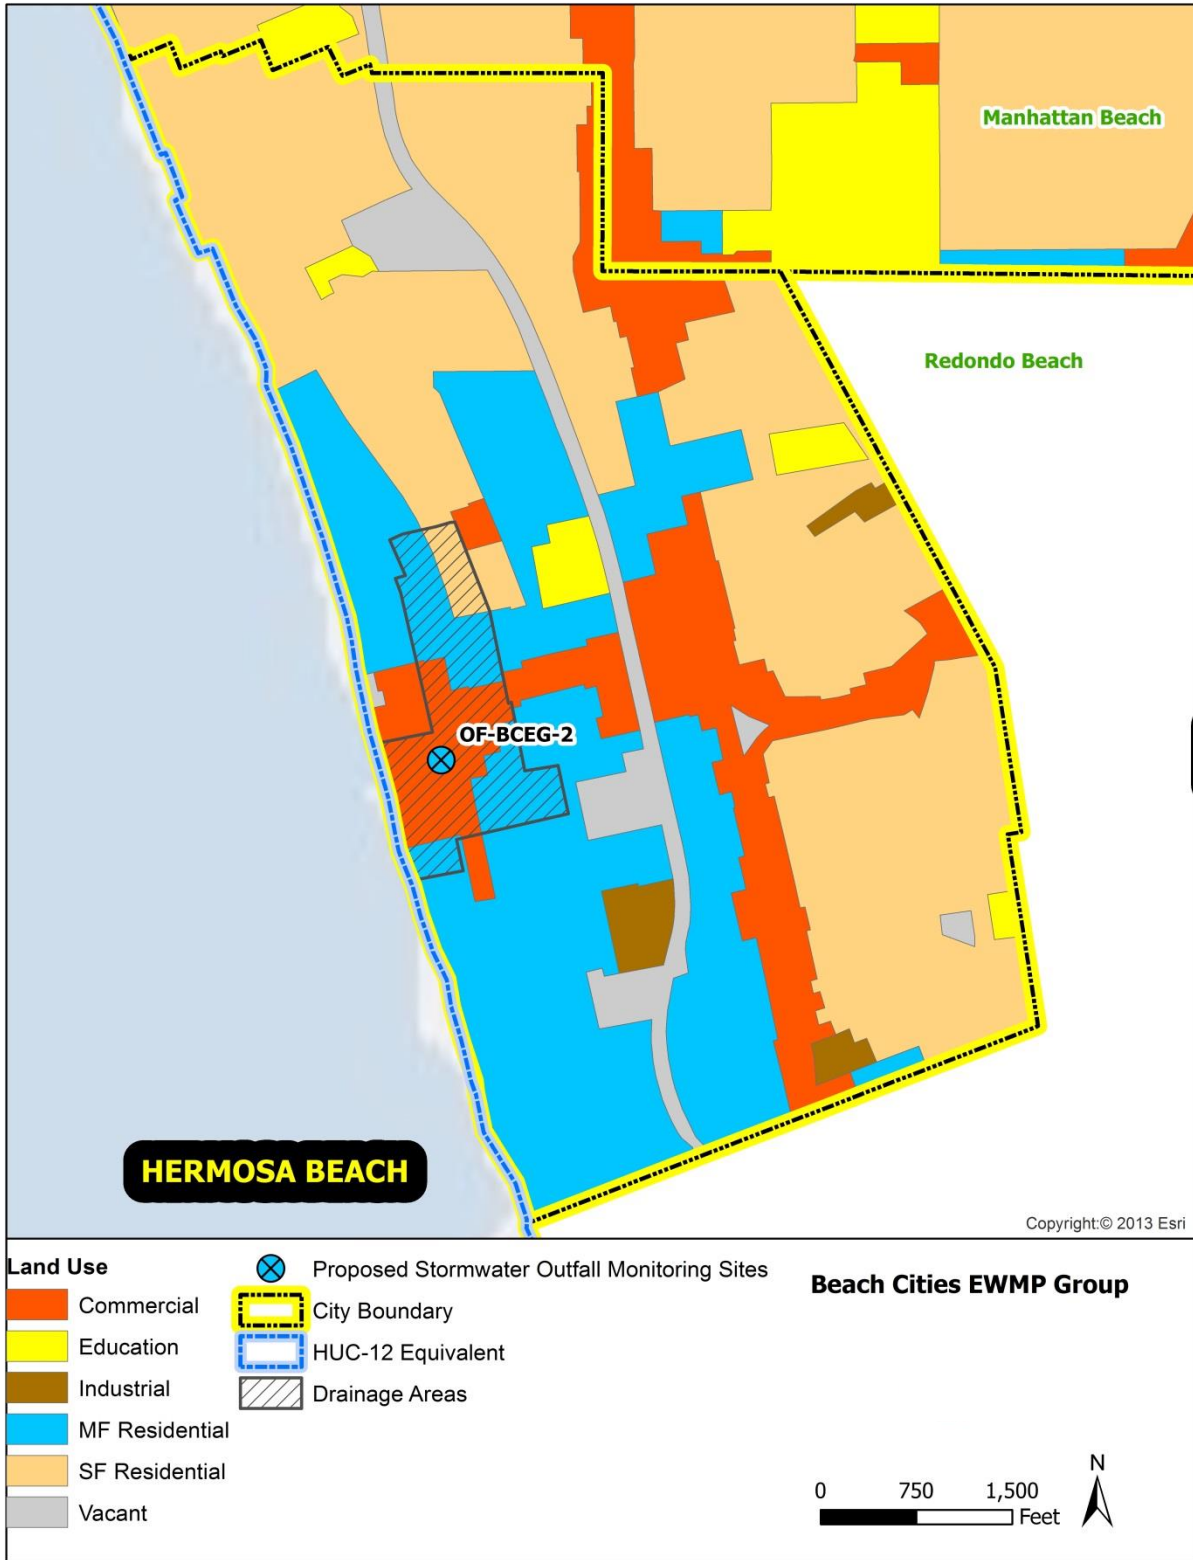 Manhattan Beach
Redondo Beach
OF-BCEG-2
HERMOSA BEACH
Copyright:© 2013 Esri
Land Use
Commercial
Education
Industrial
MF Residential
SF Residential
Vacant
Proposed Stormwater Outfall Monitoring Sites
City Boundary
HUC-12 Equivalent
Drainage Areas
Beach Cities EWMP Group
N
0 750 1,500
Feet